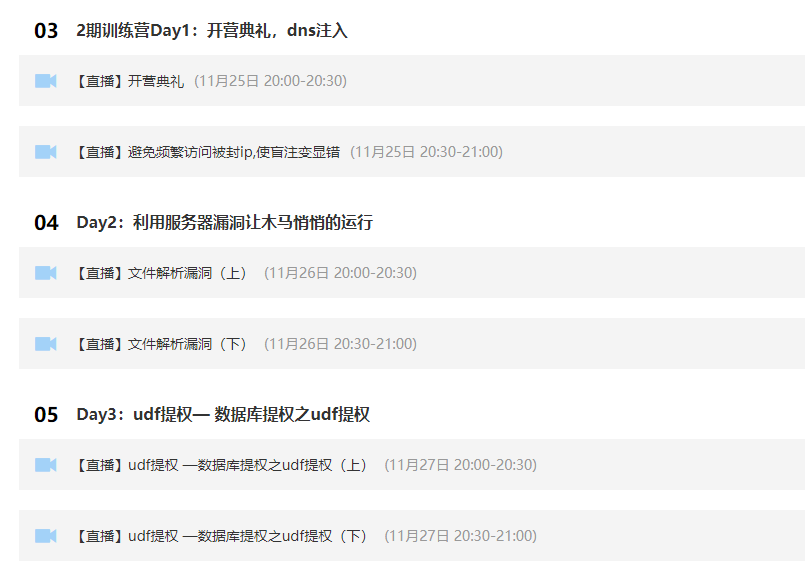 03 2期训练营Day1：开营典礼，dns注入
【直播】开营典礼 (11月25日 20:00-20:30)
【直播】避免频繁访问被封ip,使盲注变显错 (11月25日 20:30-21:00)
04 Day2：利用服务器漏洞让木马悄悄的运行
【直播】文件解析漏洞（上） (11月26日 20:00-20:30)
【直播】文件解析漏洞（下） (11月26日 20:30-21:00)
05 Day3：udf提权— 数据库提权之udf提权
【直播】udf提权 —数据库提权之udf提权（上） (11月27日 20:00-20:30)
【直播】udf提权 —数据库提权之udf提权（下） (11月27日 20:30-21:00)